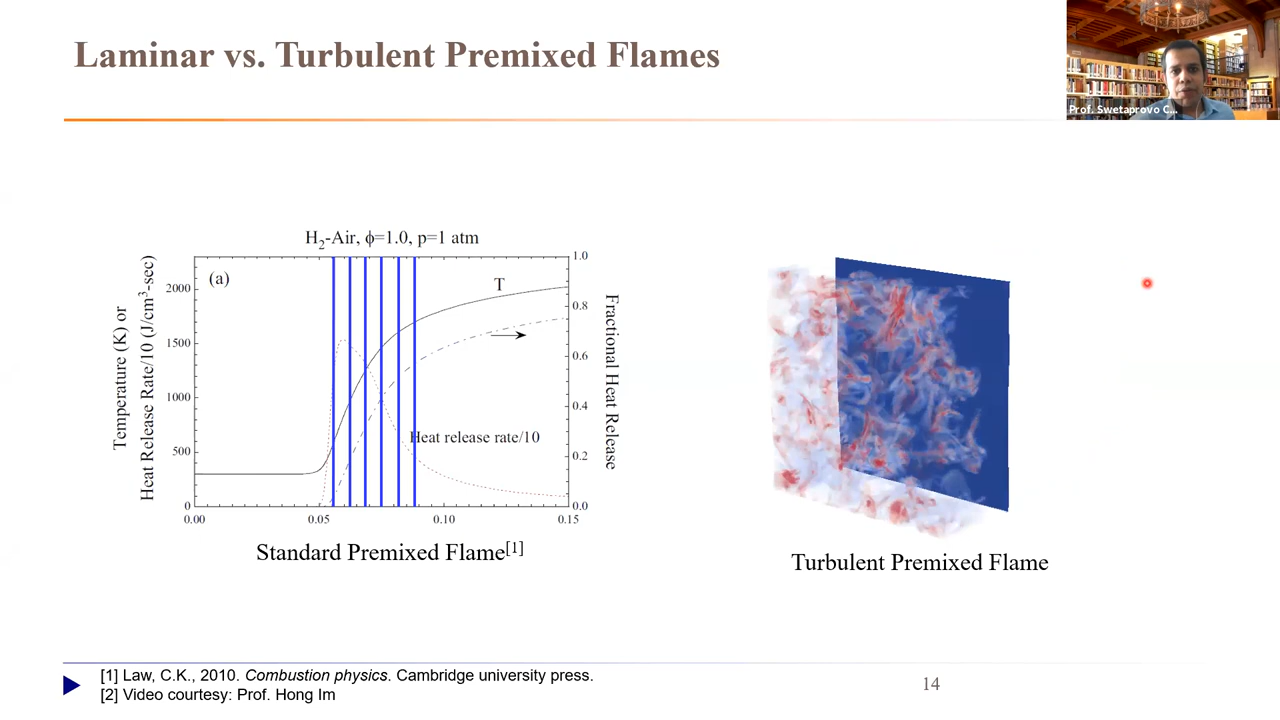 Laminar vs. Turbulent Premixed Flames
Prof. Swetaprovo C...
H2-Air, ϕ=1.0, p=1 atm
(a)
T
Heat release rate/10
Temperature (K) or
Heat Release Rate/10 (J/cm3-sec)
2000
1500
1000
500
0
1.0
0.8
0.6
0.4
0.2
0.0
Fractional Heat Release
0.00 0.05 0.10 0.15
Standard Premixed Flame[1]
Turbulent Premixed Flame
[1] Law, C.K., 2010. Combustion physics. Cambridge university press.
[2] Video courtesy: Prof. Hong Im
14